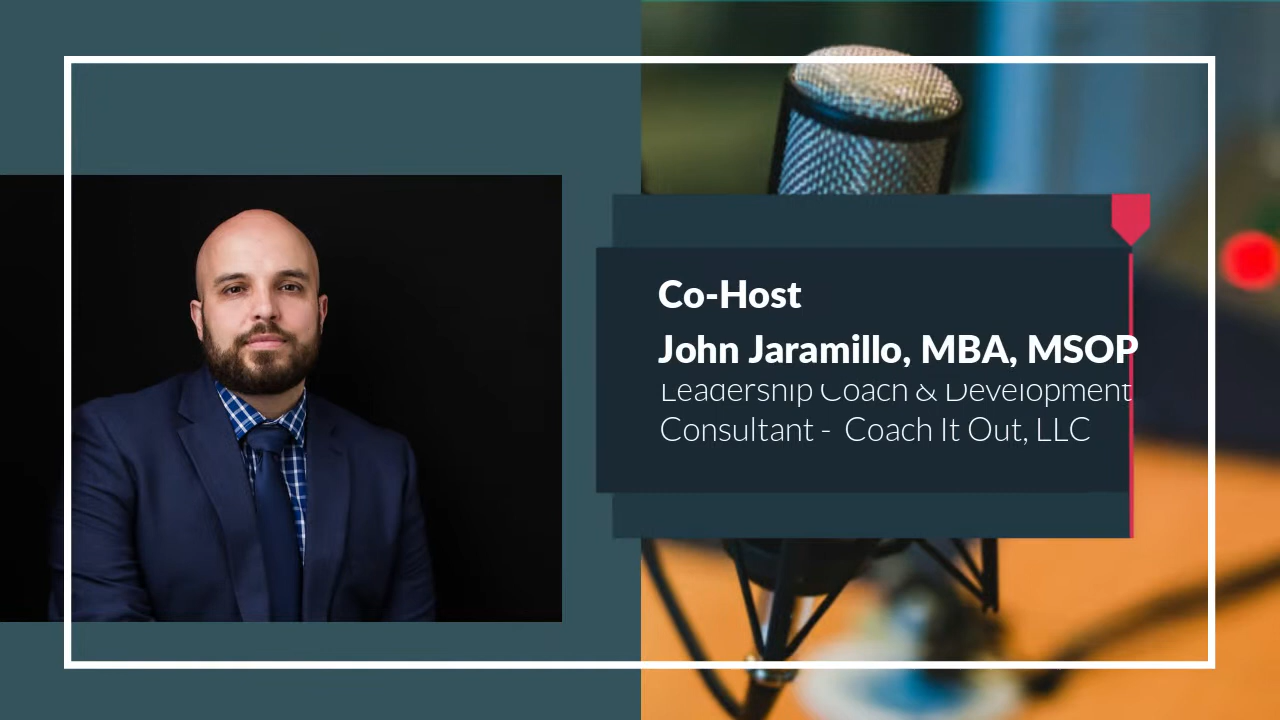 Co-Host
John Jaramillo, MBA, MSOP
Leadership Coach & Development
Consultant - Coach It Out, LLC